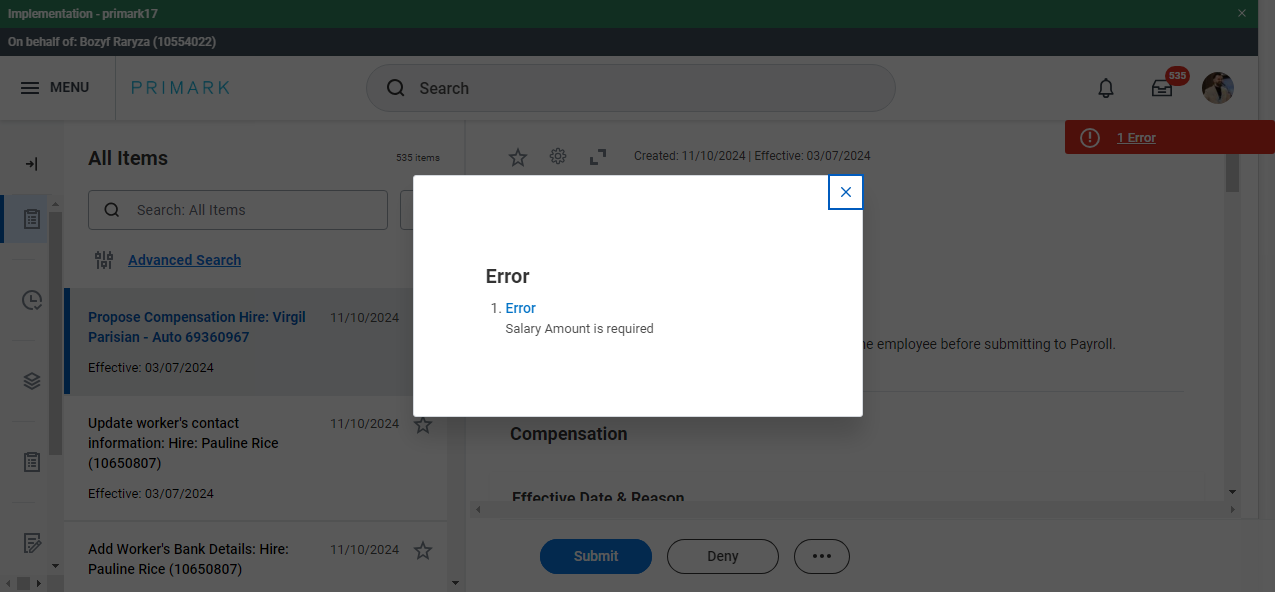 Implementation - primark17
On behalf of: Bozyf Raryza (10554022)
MENU
PRIMARK
Search
535
1 Error
All Items
535 items
Created: 11/10/2024 | Effective: 03/07/2024
Search: All Items
Advanced Search
Error
1. Error
Salary Amount is required
Propose Compensation Hire: Virgil
Parisian - Auto 69360967
11/10/2024
Effective: 03/07/2024
employee before submitting to Payroll.
Update worker's contact
information: Hire: Pauline Rice
(10650807)
11/10/2024
Effective: 03/07/2024
Compensation
Effective Date & Reason
Add Worker's Bank Details: Hire:
Pauline Rice (10650807)
11/10/2024
Submit
Deny